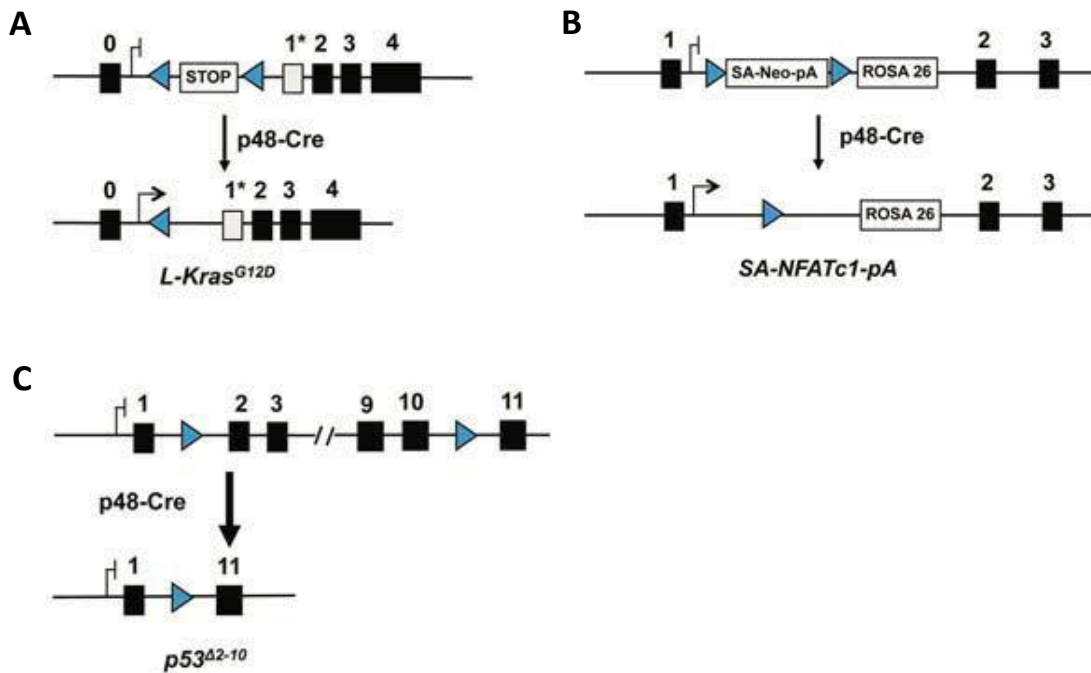 A
0 1* 2 3 4
STOP
p48-Cre
0 1* 2 3 4
L-Kras^G12D
B
1 2 3
SA-Neo-pA ROSA 26
p48-Cre
1 2 3
ROSA 26
SA-NFATc1-pA
C
1 2 3 // 9 10 11
p48-Cre
1 11
p53^Δ2-10